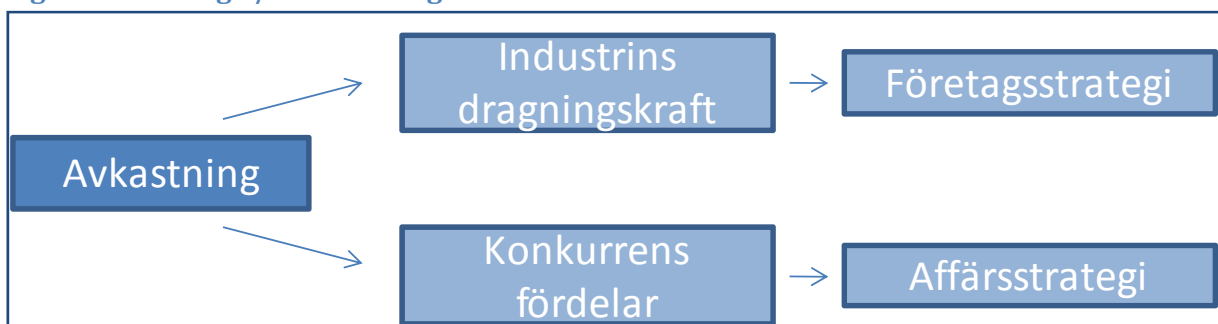 Industrins
dragningskraft
Företagsstrategi
Avkastning
Konkurrens
fördelar
Affärsstrategi